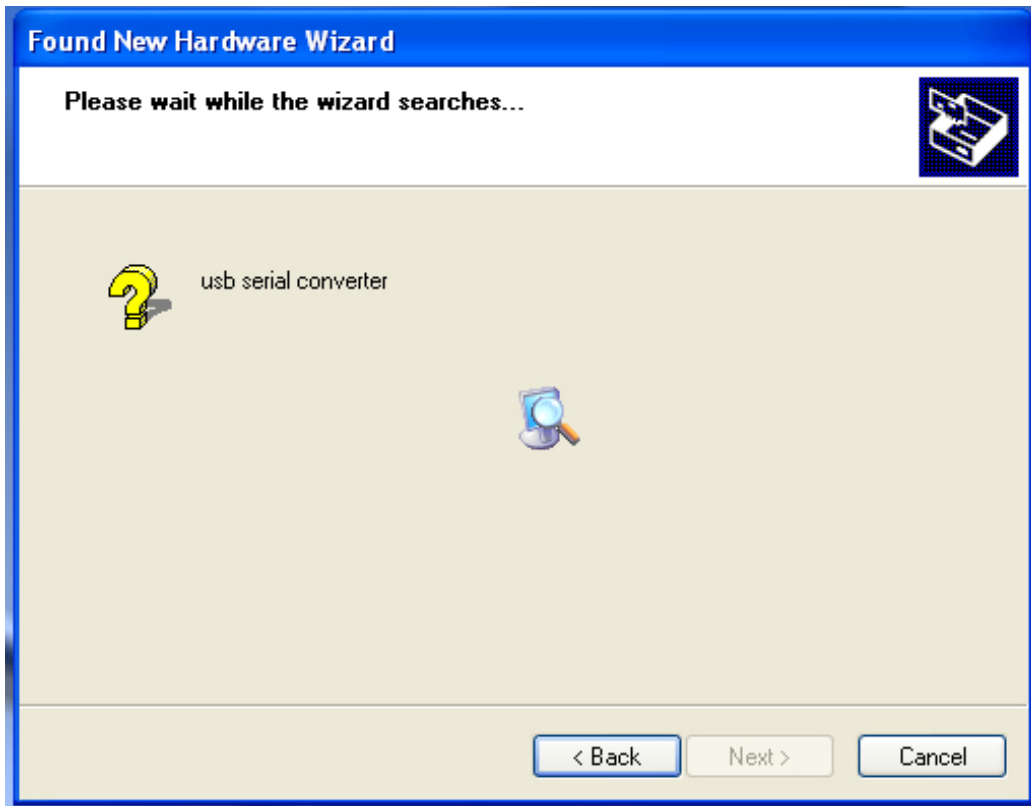 Found New Hardware Wizard
Please wait while the wizard searches...
usb serial converter
< Back
Next >
Cancel